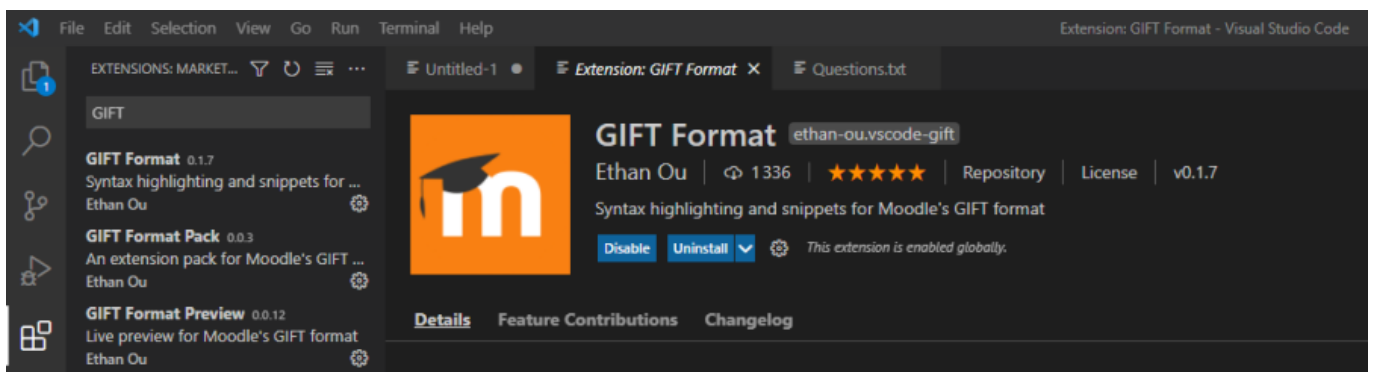 File Edit Selection View Go Run Terminal Help
Extension: GIFT Format - Visual Studio Code
EXTENSIONS: MARKET... ...
Untitled-1
Extension: GIFT Format
Questions.txt
1
GIFT
GIFT Format 0.1.7
Syntax highlighting and snippets for ...
Ethan Ou
GIFT Format Pack 0.0.3
An extension pack for Moodle's GIFT ...
Ethan Ou
GIFT Format Preview 0.0.12
Live preview for Moodle's GIFT format
Ethan Ou
m
GIFT Format ethan-ou.vscode-gift
Ethan Ou 1336 ★★★★★ Repository License v0.1.7
Syntax highlighting and snippets for Moodle's GIFT format
Disable Uninstall This extension is enabled globally.
Details Feature Contributions Changelog